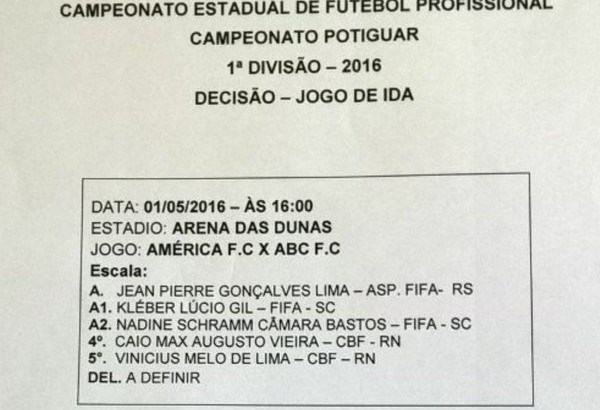 CAMPEONATO ESTADUAL DE FUTEBOL PROFISSIONAL
CAMPEONATO POTIGUAR
1ª DIVISÃO – 2016
DECISÃO – JOGO DE IDA
DATA: 01/05/2016 – ÀS 16:00
ESTADIO: ARENA DAS DUNAS
JOGO: AMÉRICA F.C X ABC F.C
Escala:
A. JEAN PIERRE GONÇALVES LIMA – ASP. FIFA- RS
A1. KLÉBER LÚCIO GIL – FIFA - SC
A2. NADINE SCHRAMM CÂMARA BASTOS – FIFA - SC
4º. CAIO MAX AUGUSTO VIEIRA – CBF - RN
5°. VINICIUS MELO DE LIMA – CBF – RN
DEL. A DEFINIR